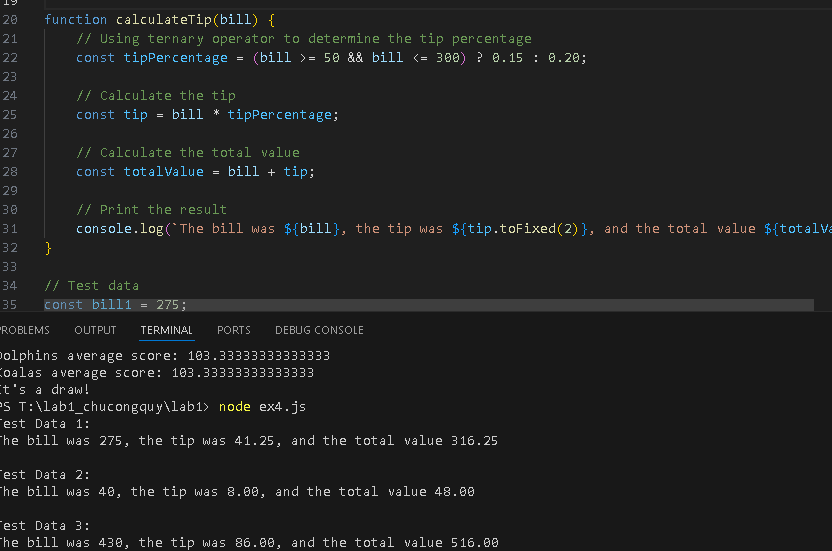 19
20 function calculateTip(bill) {
21 // Using ternary operator to determine the tip percentage
22 const tipPercentage = (bill >= 50 && bill <= 300) ? 0.15 : 0.20;
23
24 // Calculate the tip
25 const tip = bill * tipPercentage;
26
27 // Calculate the total value
28 const totalValue = bill + tip;
29
30 // Print the result
31 console.log(`The bill was ${bill}, the tip was ${tip.toFixed(2)}, and the total value ${totalVa
32 }
33
34 // Test data
35 const bill1 = 275;
ROBLEMS OUTPUT TERMINAL PORTS DEBUG CONSOLE
Dolphins average score: 103.33333333333333
Koalas average score: 103.33333333333333
It's a draw!
PS T:\lab1_chucongquy\lab1> node ex4.js
Test Data 1:
The bill was 275, the tip was 41.25, and the total value 316.25
Test Data 2:
The bill was 40, the tip was 8.00, and the total value 48.00
Test Data 3:
The bill was 430, the tip was 86.00, and the total value 516.00